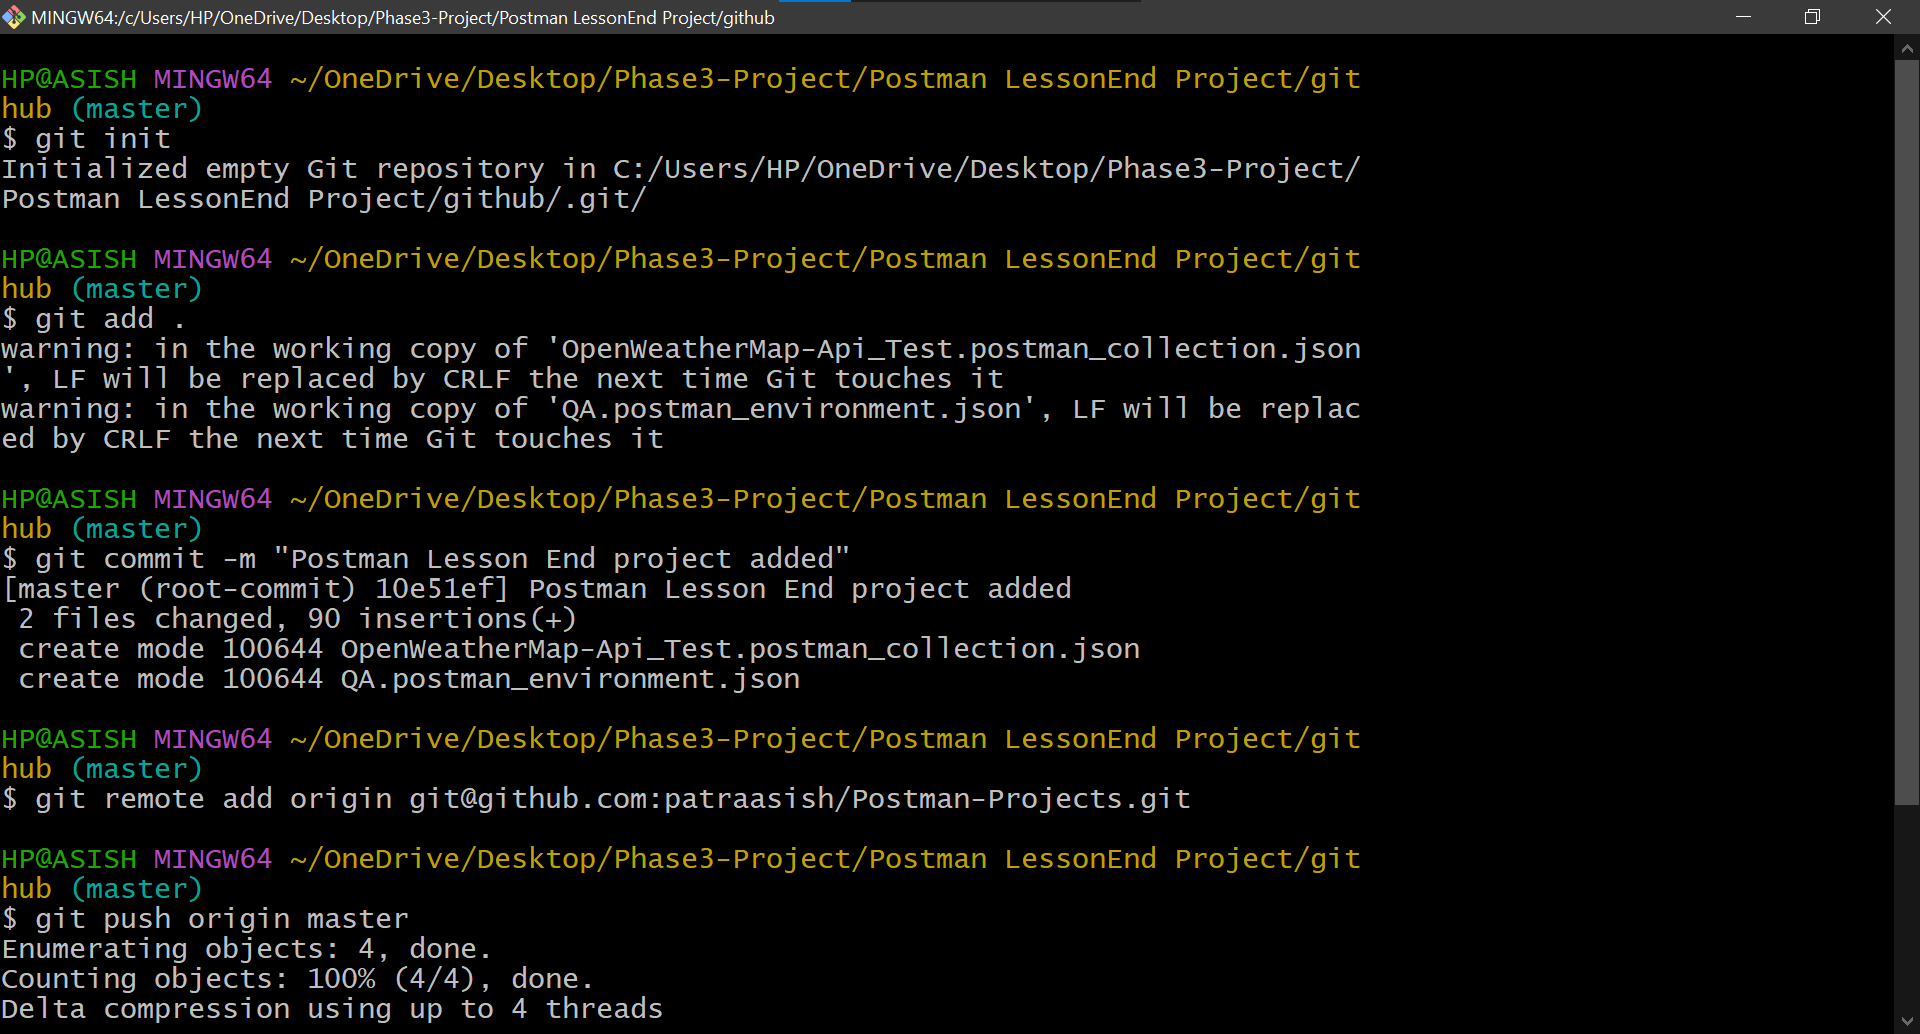 MINGW64:/c/Users/HP/OneDrive/Desktop/Phase3-Project/Postman LessonEnd Project/github
HP@ASISH MINGW64 ~/OneDrive/Desktop/Phase3-Project/Postman LessonEnd Project/git
hub (master)
$ git init
Initialized empty Git repository in C:/Users/HP/OneDrive/Desktop/Phase3-Project/
Postman LessonEnd Project/github/.git/
HP@ASISH MINGW64 ~/OneDrive/Desktop/Phase3-Project/Postman LessonEnd Project/git
hub (master)
$ git add .
warning: in the working copy of 'OpenWeatherMap-Api_Test.postman_collection.json
', LF will be replaced by CRLF the next time Git touches it
warning: in the working copy of 'QA.postman_environment.json', LF will be replac
ed by CRLF the next time Git touches it
HP@ASISH MINGW64 ~/OneDrive/Desktop/Phase3-Project/Postman LessonEnd Project/git
hub (master)
$ git commit -m "Postman Lesson End project added"
[master (root-commit) 10e51ef] Postman Lesson End project added
 2 files changed, 90 insertions(+)
 create mode 100644 OpenWeatherMap-Api_Test.postman_collection.json
 create mode 100644 QA.postman_environment.json
HP@ASISH MINGW64 ~/OneDrive/Desktop/Phase3-Project/Postman LessonEnd Project/git
hub (master)
$ git remote add origin git@github.com:patraasish/Postman-Projects.git
HP@ASISH MINGW64 ~/OneDrive/Desktop/Phase3-Project/Postman LessonEnd Project/git
hub (master)
$ git push origin master
Enumerating objects: 4, done.
Counting objects: 100% (4/4), done.
Delta compression using up to 4 threads